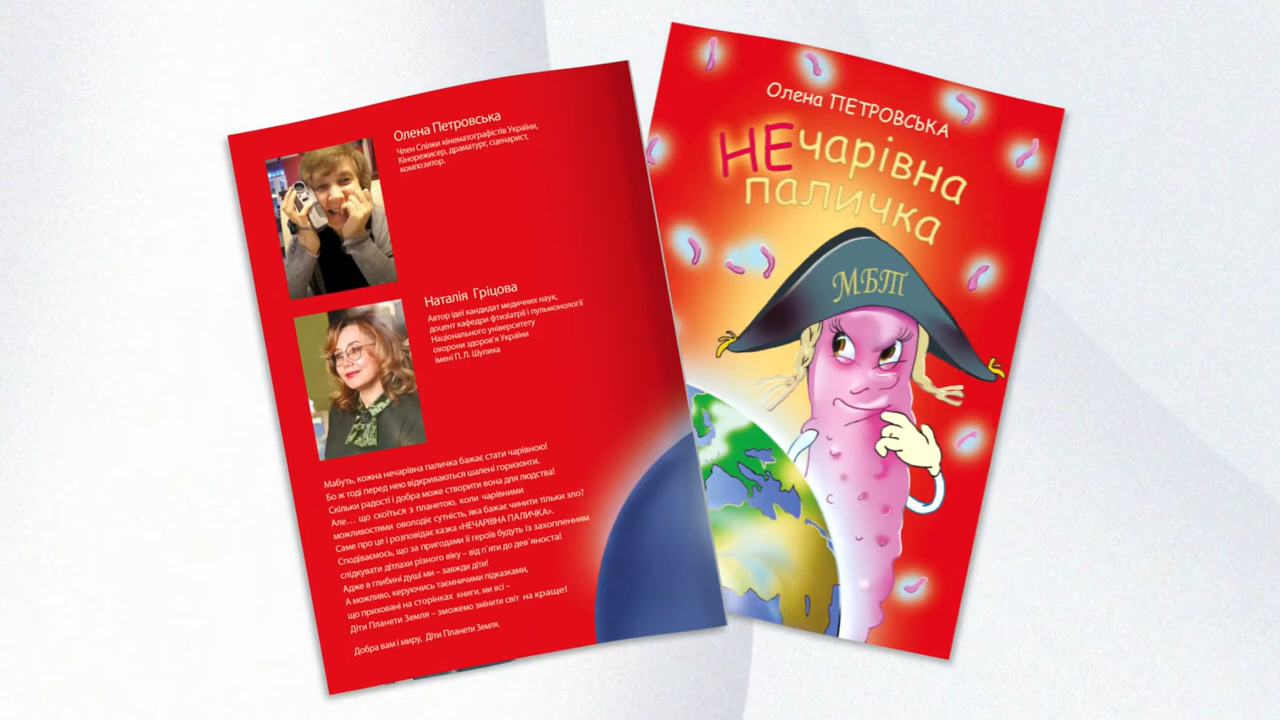 Олена Петровська
Член Спілки кінематографістів України,
Кінорежисер, драматург, сценарист,
композитор.
Наталія Гріцова
Автор ідеї кандидат медичних наук,
доцент кафедри фтизіатрії і пульмонології
Національного університету
охорони здоров'я України
імені П. Л. Шупика
Мабуть, кожна нечарівна паличка бажає стати чарівною!
Бо ж тоді перед нею відкриваються шалені горизонти.
Скільки радості і добра може створити вона для людства!
Але... що скоїться з планетою, коли чарівними
можливостями оволодіє сутність, яка бажає чинити тільки зло?
Саме про це і розповідає казка «НЕЧАРІВНА ПАЛИЧКА».
Сподіваємось, що за пригодами її героїв будуть із захопленням
слідкувати дітлахи різного віку – від п'яти до дев`яноста!
Адже в глибині душі ми – завжди діти!
А можливо, керуючись таємничими підказками,
що приховані на сторінках книги, ми всі –
Діти Планети Земля – зможемо змінити світ на краще!
Добра вам і миру, Діти Планети Земля.
Олена ПЕТРОВСЬКА
НЕчарівна
паличка
МБТ